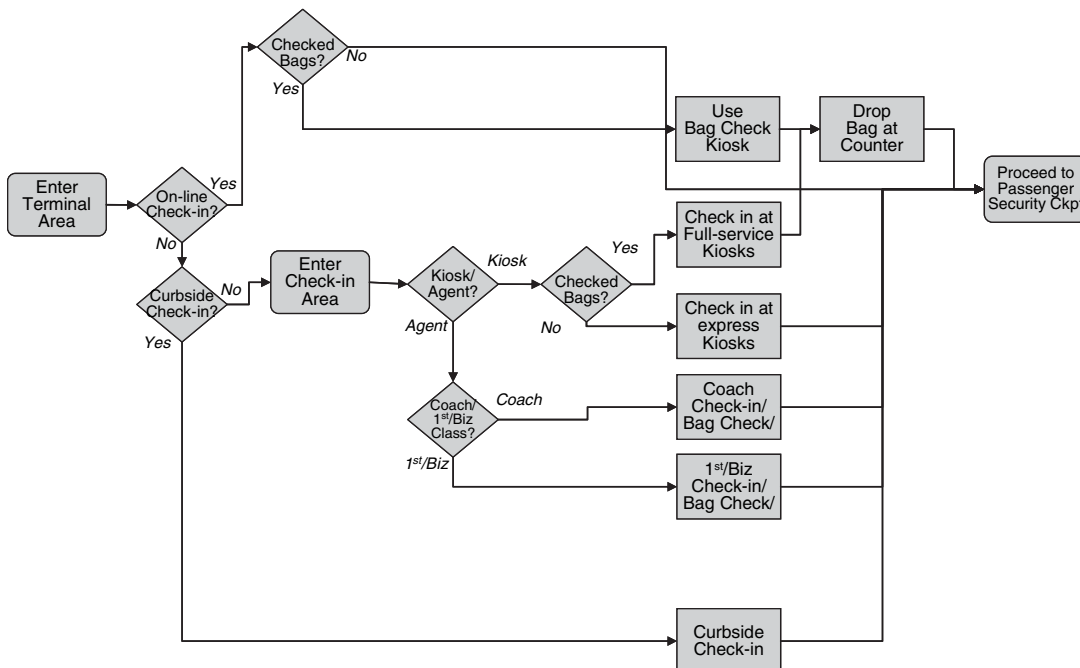 Checked
Bags?
No
Yes
Use
Bag Check
Kiosk
Drop
Bag at
Counter
Enter
Terminal
Area
On-line
Check-in?
Yes
No
Proceed to
Passenger
Security Ckpt
Check in at
Full-service
Kiosks
Curbside
Check-in?
No
Yes
Enter
Check-in
Area
Kiosk/
Agent?
Kiosk
Agent
Checked
Bags?
Yes
No
Check in at
express
Kiosks
Coach/
1st/Biz
Class?
Coach
1st/Biz
Coach
Check-in/
Bag Check/
1st/Biz
Check-in/
Bag Check/
Curbside
Check-in